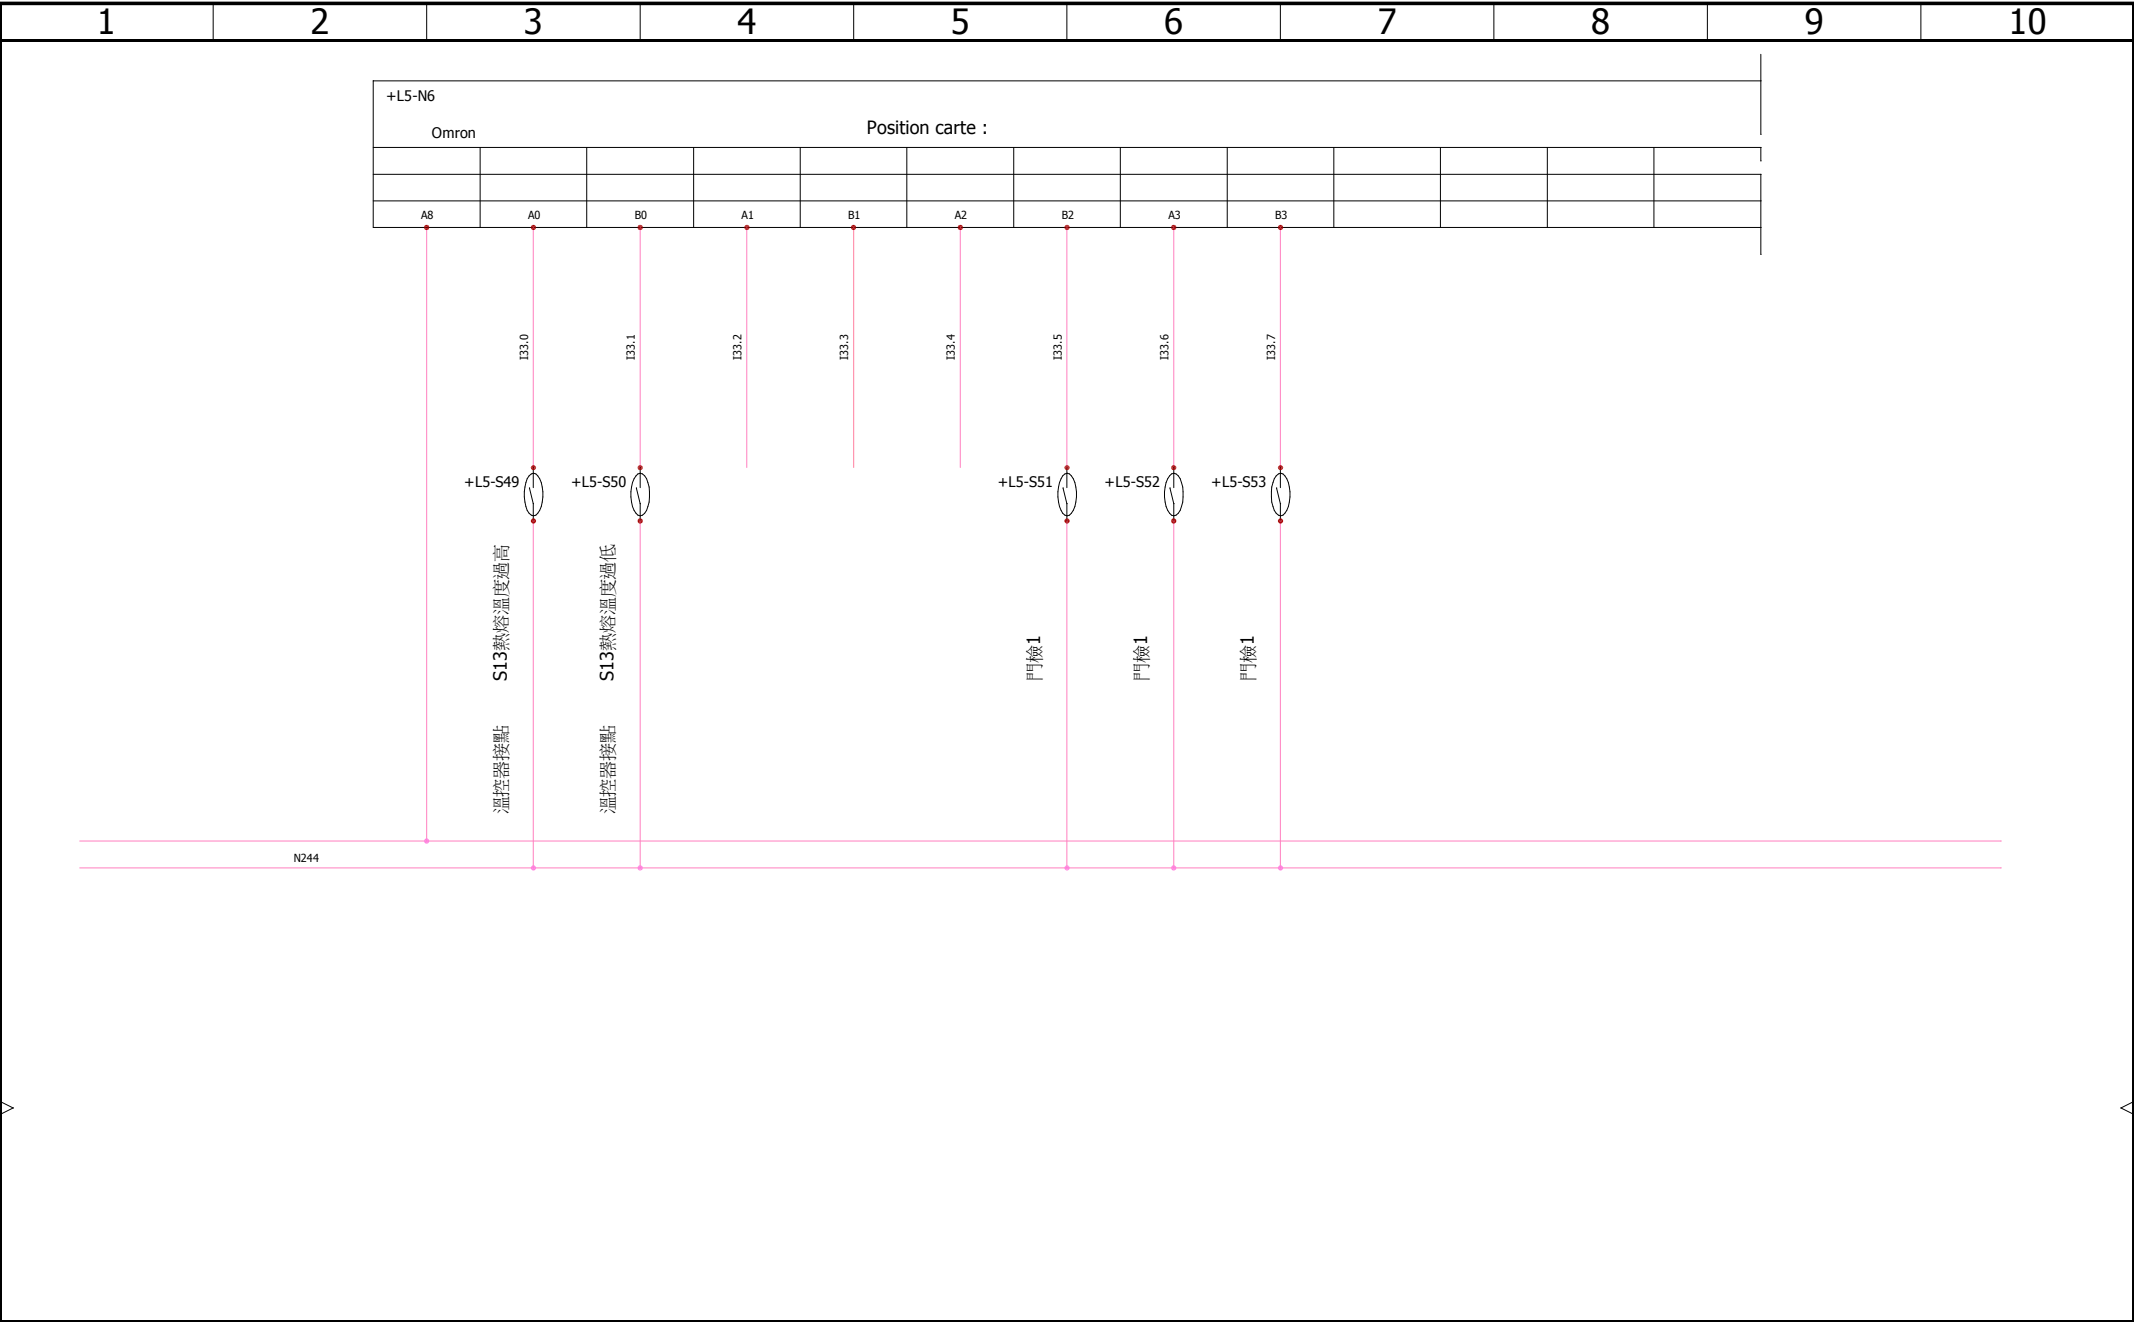 1 2 3 4 5 6 7 8 9 10
+L5-N6
Omron
Position carte :
A8 A0 B0 A1 B1 A2 B2 A3 B3
I33.0 I33.1 I33.2 I33.3 I33.4 I33.5 I33.6 I33.7
+L5-S49 +L5-S50 +L5-S51 +L5-S52 +L5-S53
溫控器接點 S13熱熔溫度過高
溫控器接點 S13熱熔溫度過低
門檢1
門檢1
門檢1
N244